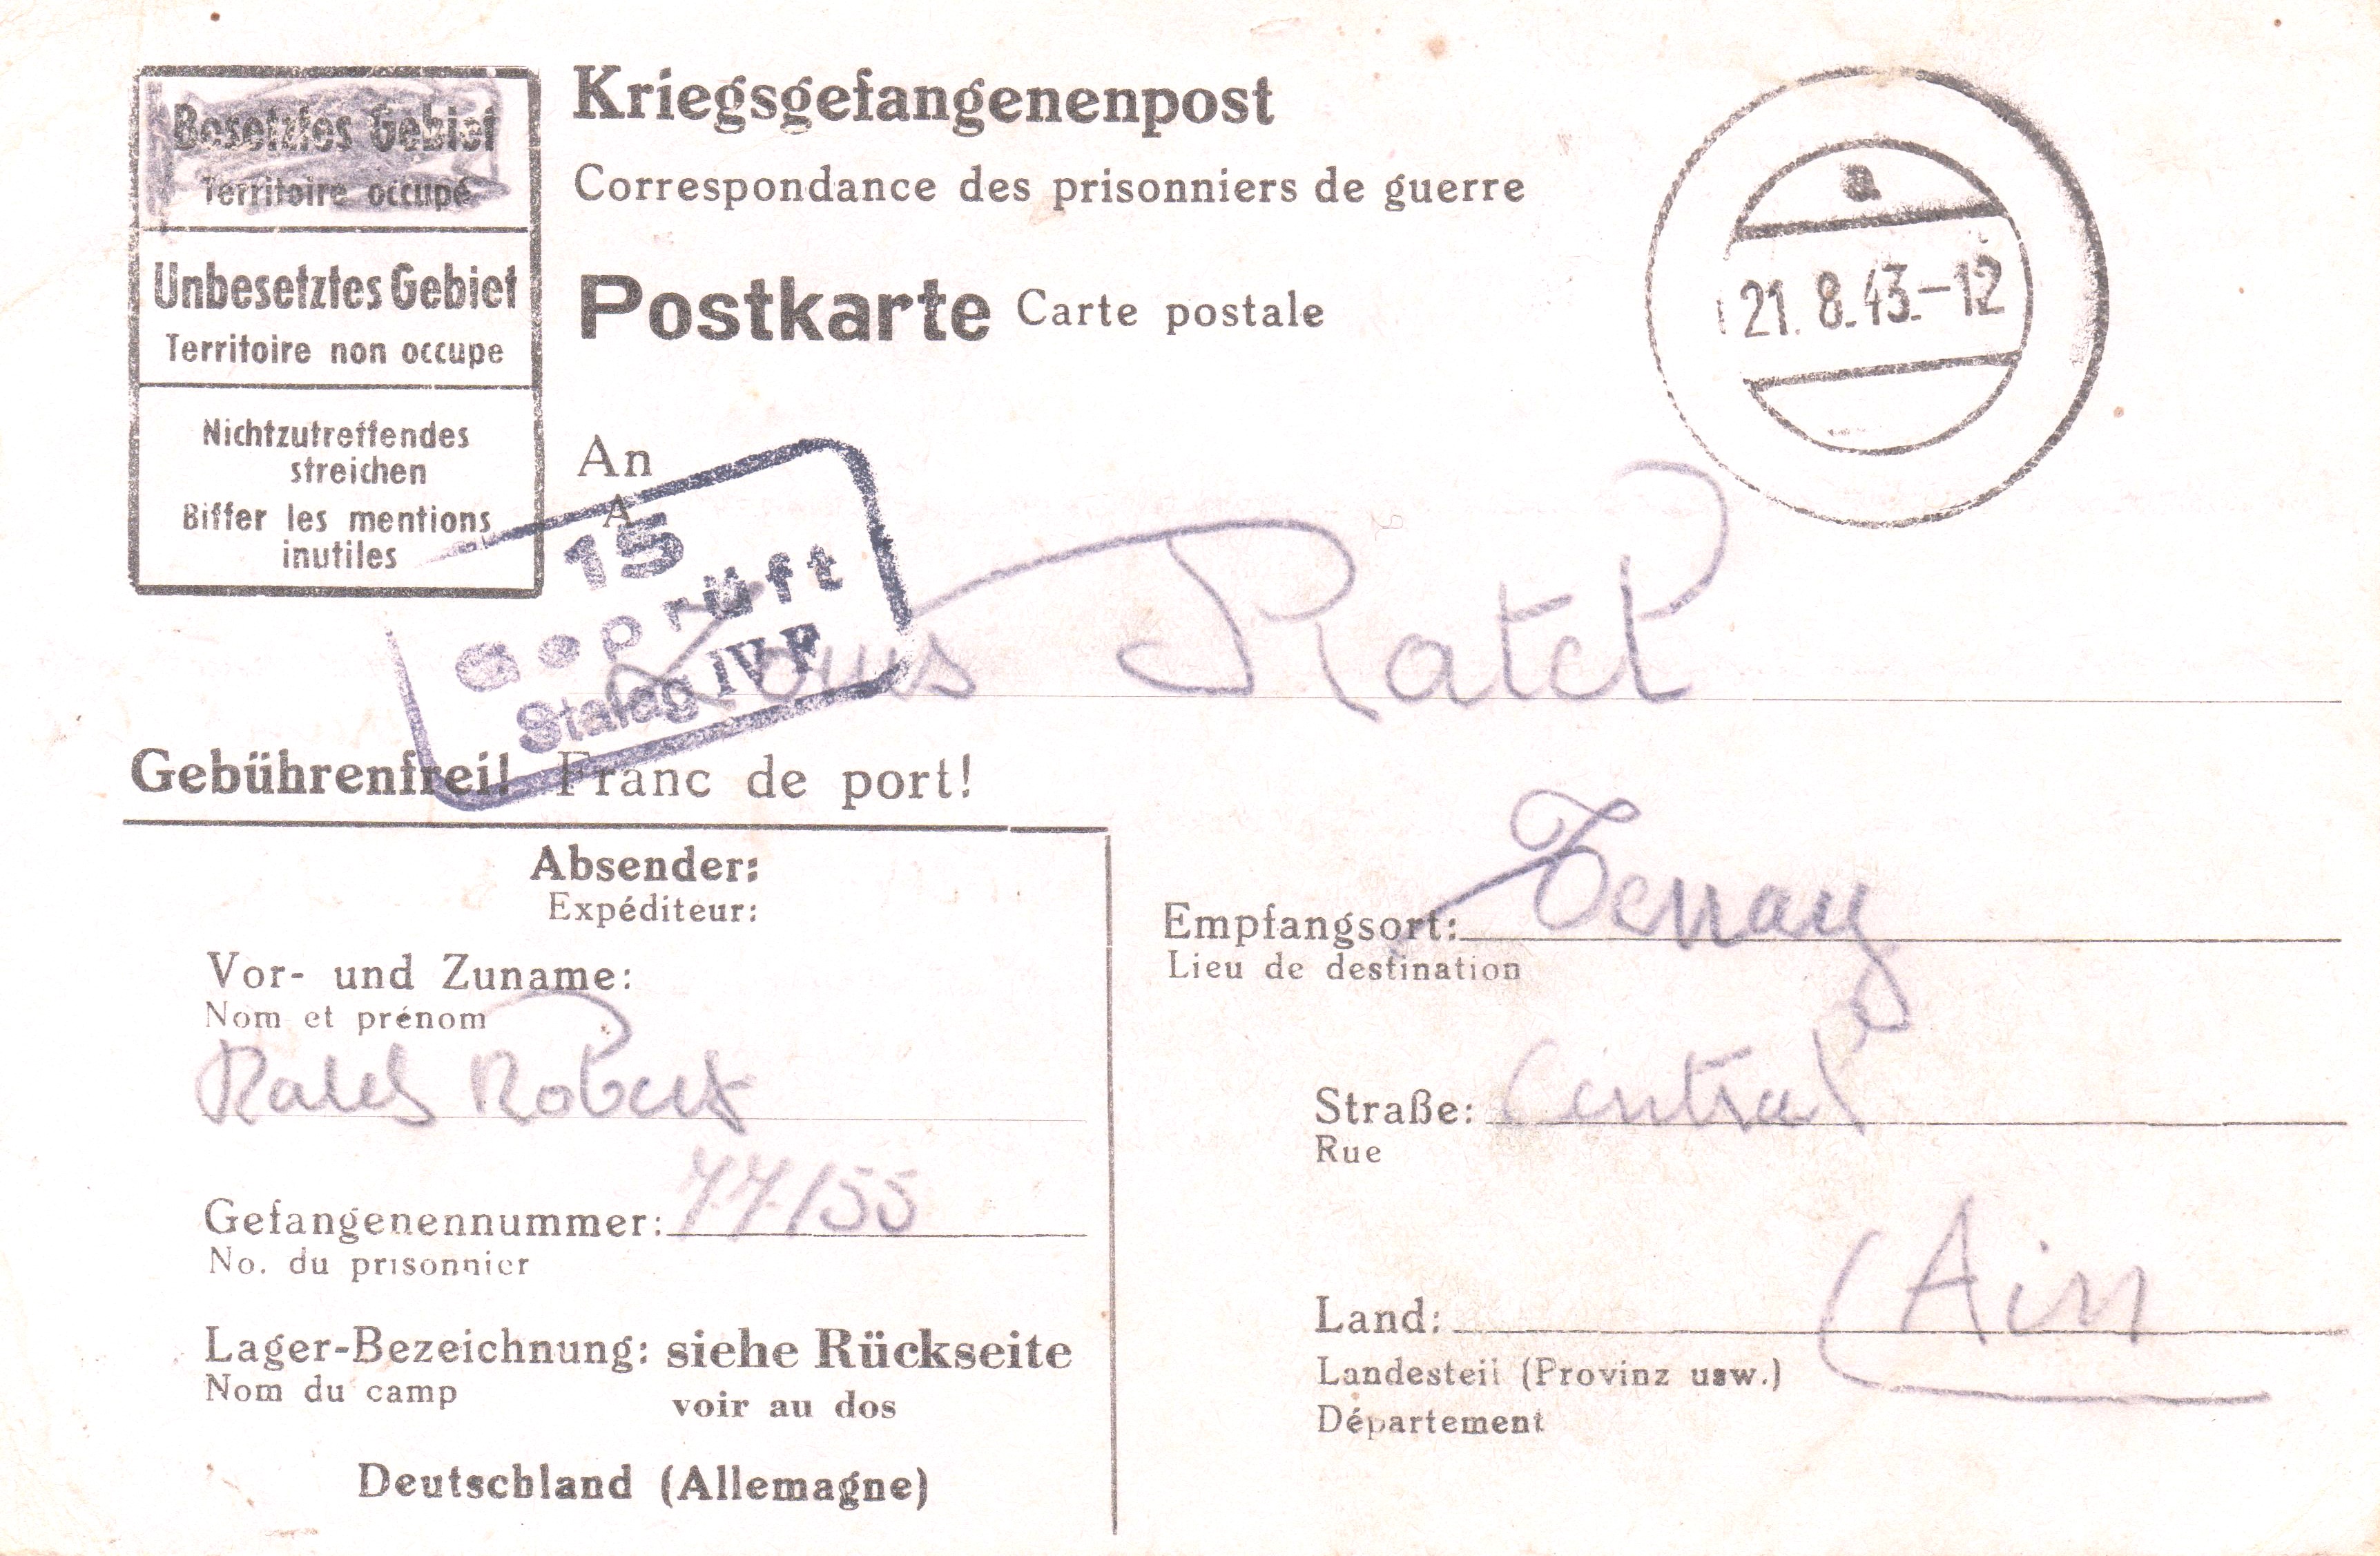 Besetztes Gebiet
Territoire occupé
Unbesetztes Gebiet
Territoire non occupe
Nichtzutreffendes
streichen
Biffer les mentions
inutiles
Kriegsgefangenenpost
Correspondance des prisonniers de guerre
Postkarte Carte postale
a
21.8.43.-12
An
A
15
Geprüft
Stalag IV F
Louis Ratel
Gebührenfrei! Franc de port!
Absender:
Expéditeur:
Vor- und Zuname:
Nom et prénom
Ratel Robert
Gefangenennummer: 77155
No. du prisonnier
Lager-Bezeichnung: siehe Rückseite
Nom du camp voir au dos
Deutschland (Allemagne)
Empfangsort: Tenay
Lieu de destination
Straße: Central
Rue
Land: (Ain
Landesteil (Provinz usw.)
Département